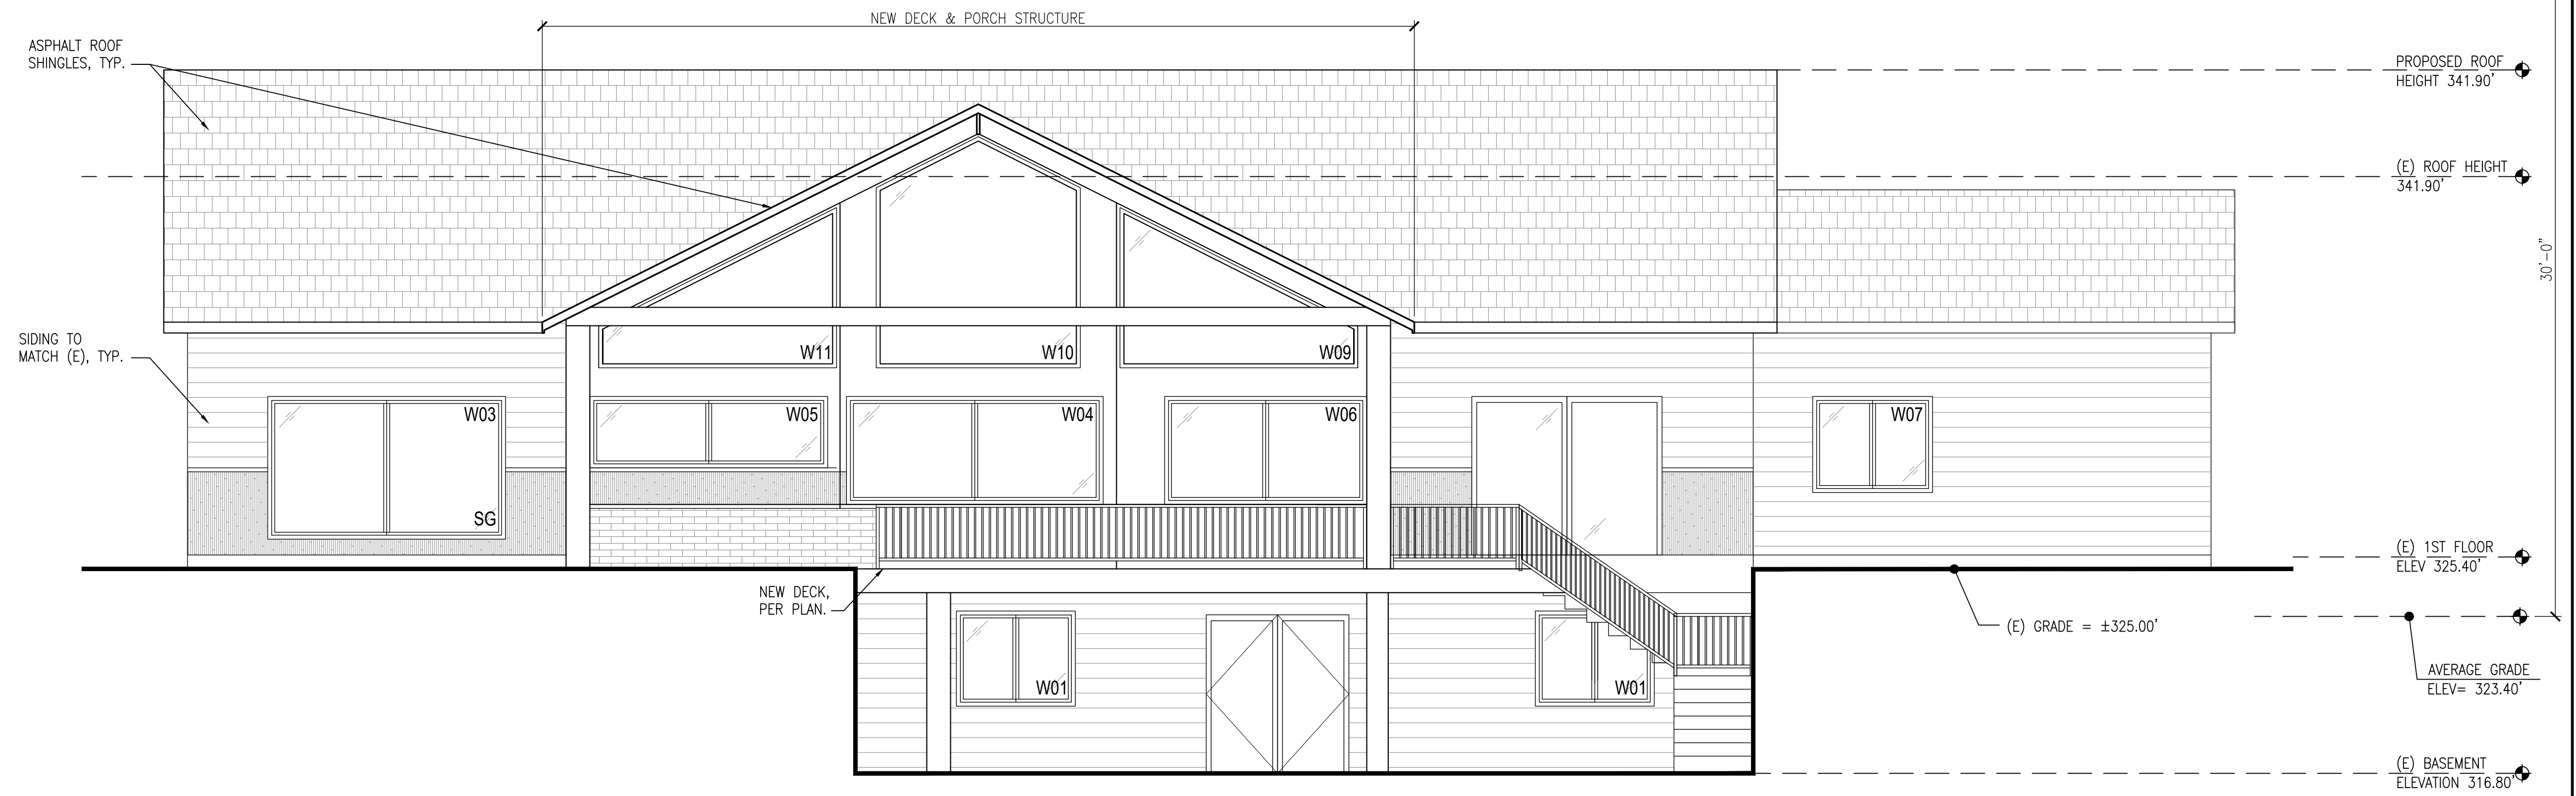 NEW DECK & PORCH STRUCTURE
ASPHALT ROOF
SHINGLES, TYP.
PROPOSED ROOF
HEIGHT 341.90'
(E) ROOF HEIGHT
341.90'
30'-0"
SIDING TO
MATCH (E), TYP.
W11
W10
W09
W03
W05
W04
W06
W07
SG
(E) 1ST FLOOR
ELEV 325.40'
NEW DECK,
PER PLAN.
(E) GRADE = ±325.00'
AVERAGE GRADE
ELEV= 323.40'
W01
W01
(E) BASEMENT
ELEVATION 316.80'